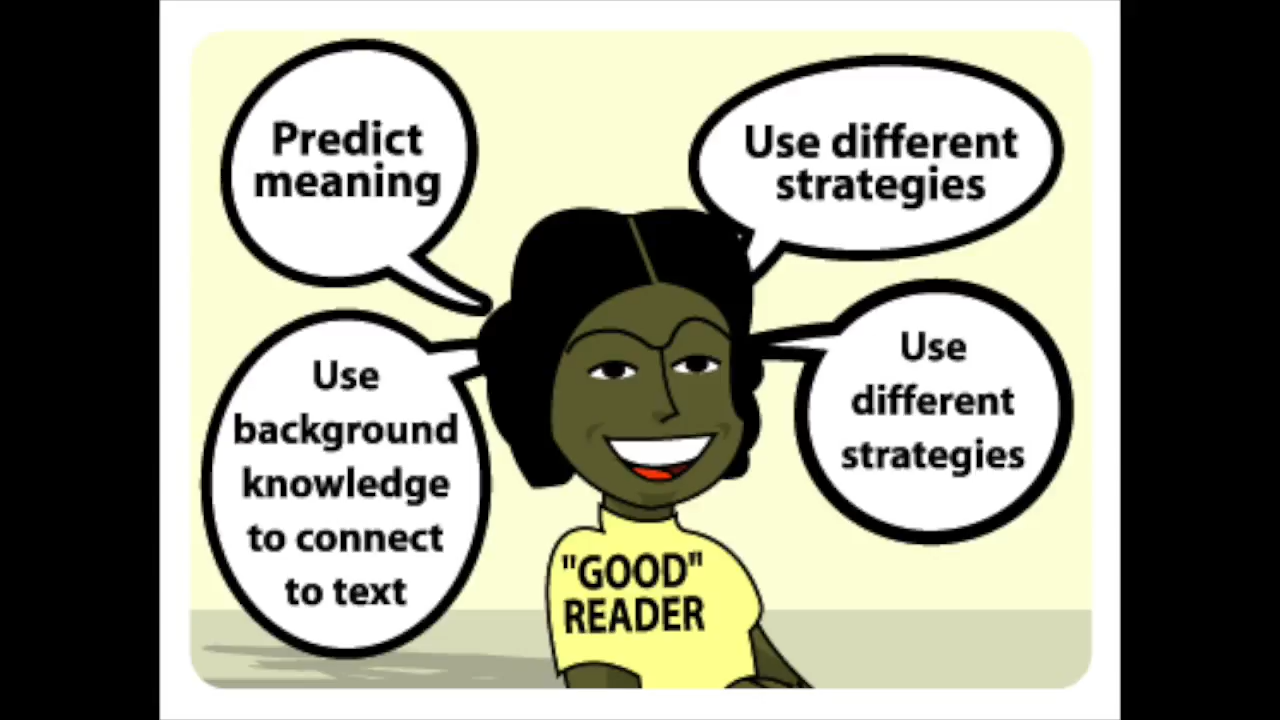 Predict
meaning
Use different
strategies
Use
background
knowledge
to connect
to text
Use
different
strategies
"GOOD"
READER